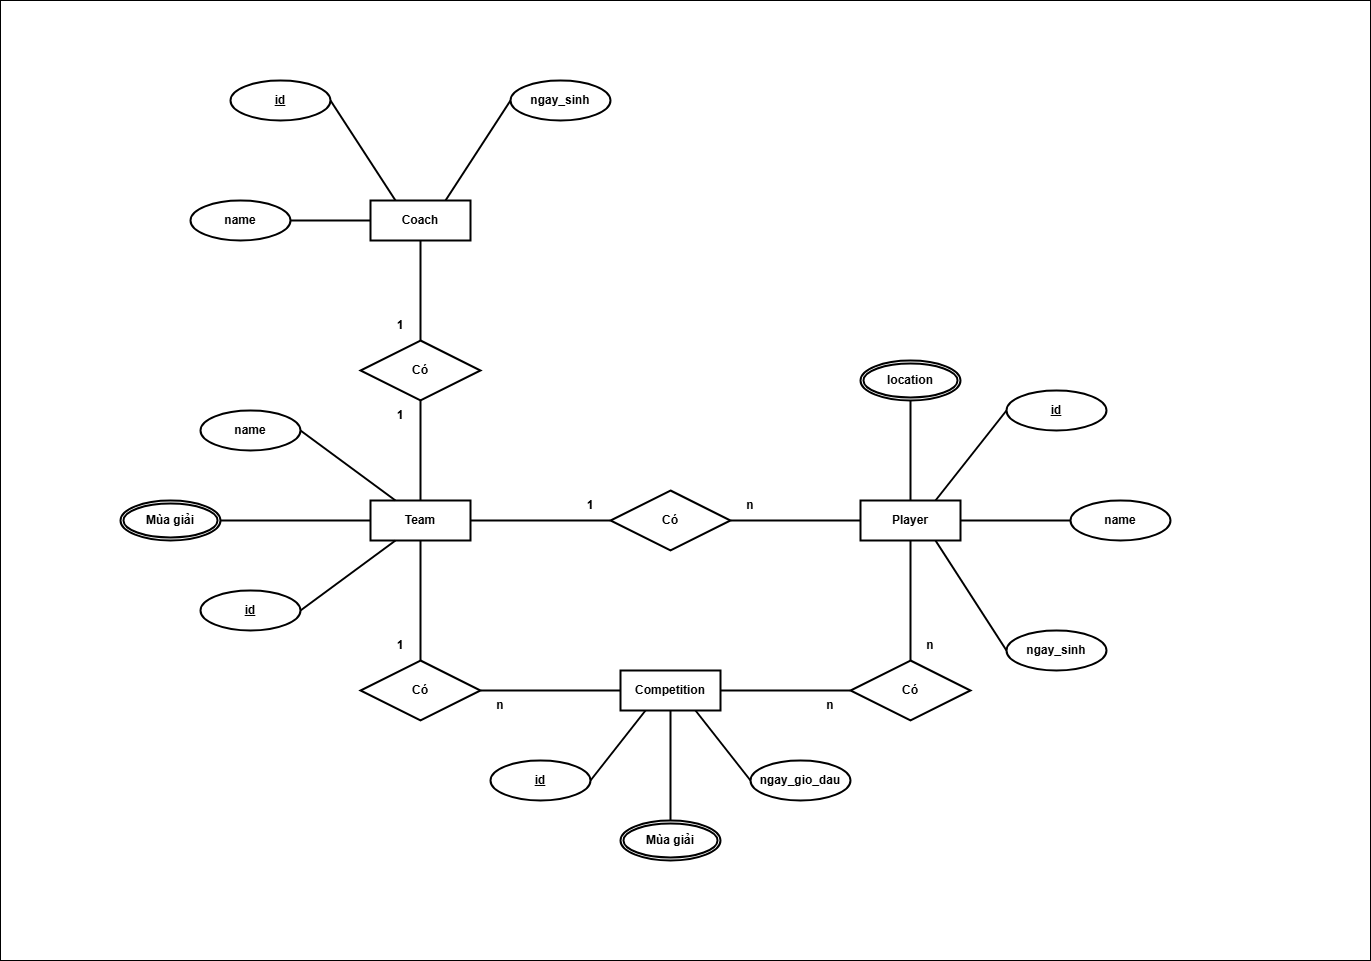 id
ngay_sinh
name
Coach
1
Có
1
name
Mùa giải
Team
id
1
Có
n
location
id
Player
name
ngay_sinh
1
Có
n
Competition
n
n
Có
id
ngay_gio_dau
Mùa giải